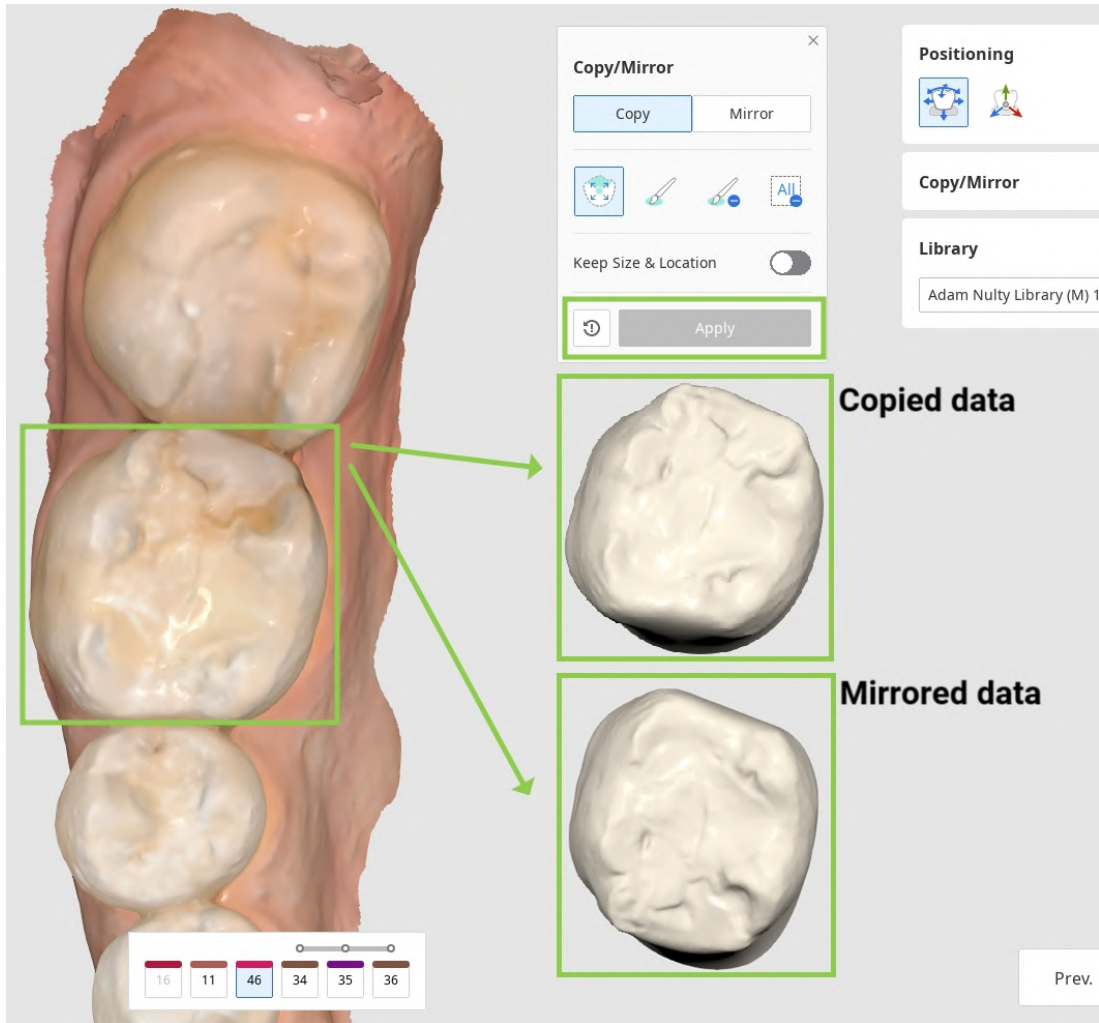 Copy/Mirror
Copy Mirror
All
Keep Size & Location
Apply
Positioning
Copy/Mirror
Library
Adam Nulty Library (M) 1
Copied data
Mirrored data
16 11 46 34 35 36
Prev.